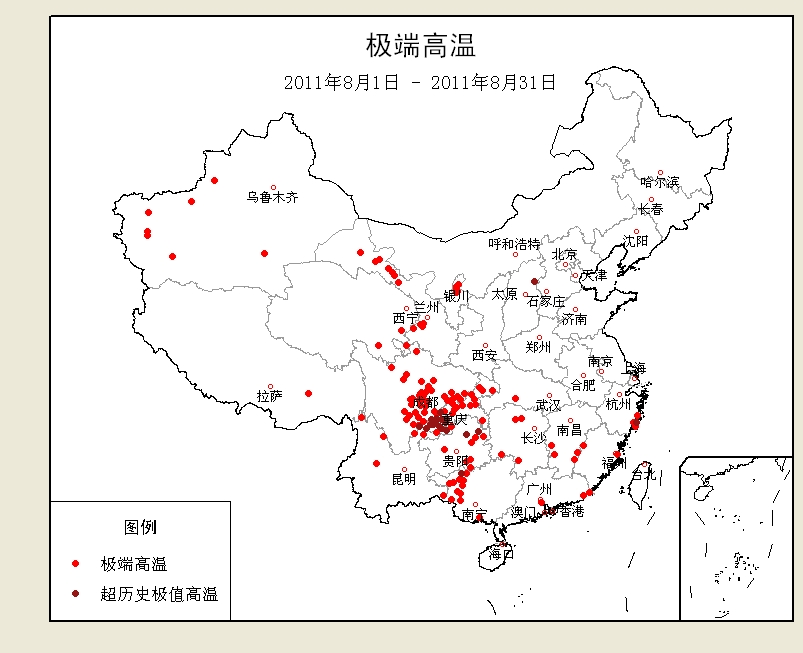 极端高温
2011年8月1日 - 2011年8月31日
哈尔滨
乌鲁木齐
长春
沈阳
呼和浩特
北京
天津
银川
太原
石家庄
兰州
西宁
济南
郑州
西安
南京
上海
合肥
拉萨
成都
武汉
杭州
重庆
南昌
长沙
贵阳
福州
台北
昆明
广州
南宁
澳门
香港
海口
图例
极端高温
超历史极值高温